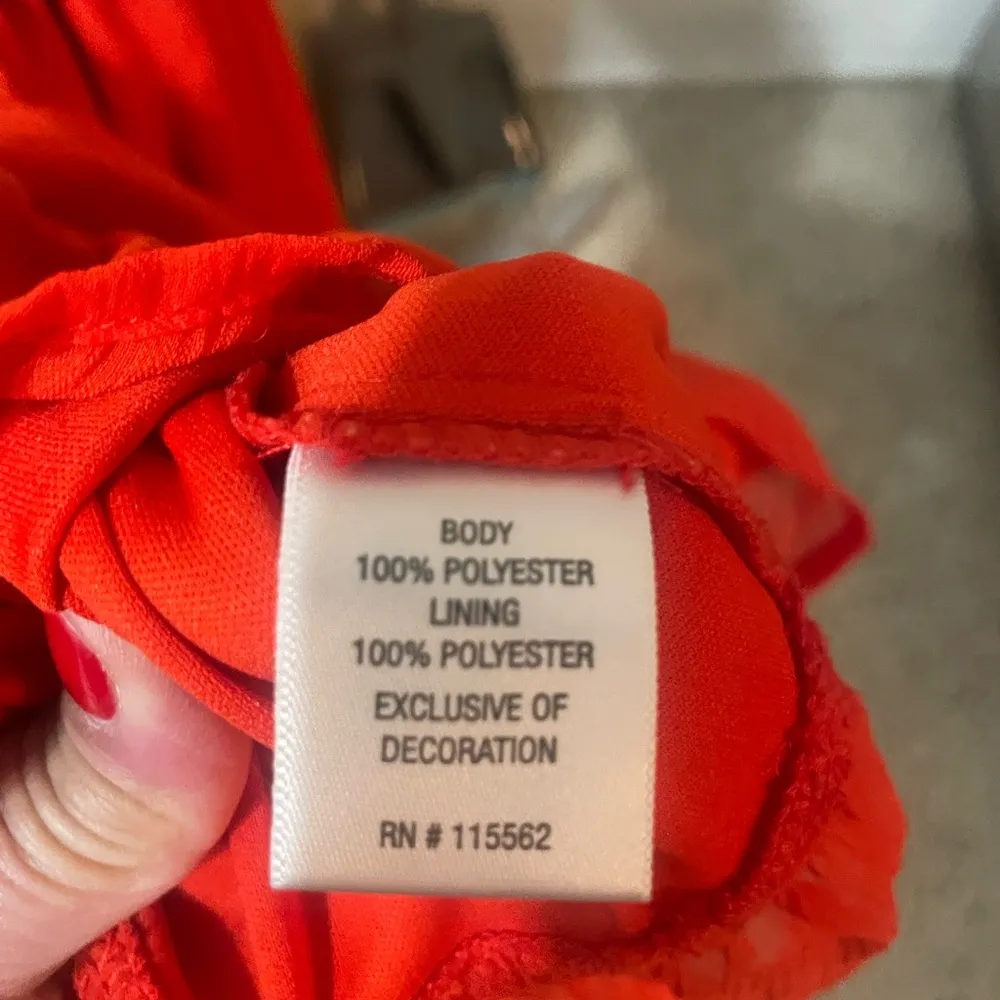 BODY
100% POLYESTER
LINING
100% POLYESTER
EXCLUSIVE OF
DECORATION
RN # 115562